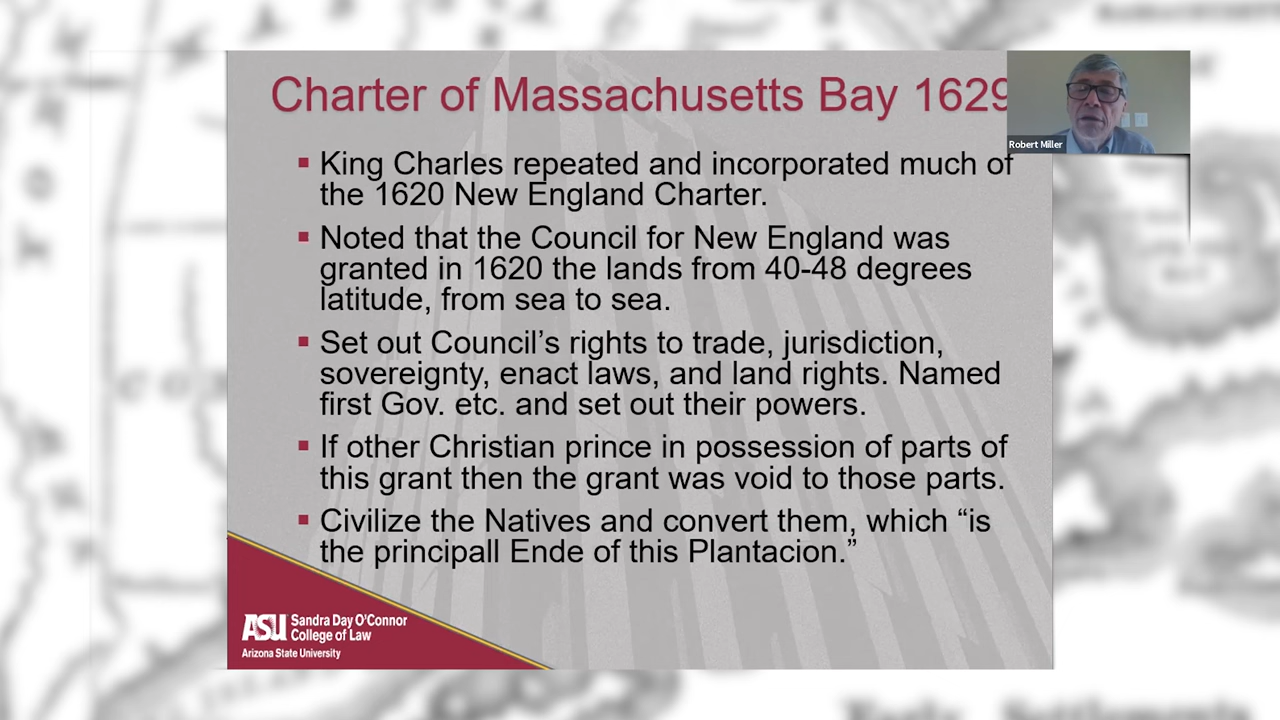 Charter of Massachusetts Bay 1629
Robert Miller
▪ King Charles repeated and incorporated much of
the 1620 New England Charter.
▪ Noted that the Council for New England was
granted in 1620 the lands from 40-48 degrees
latitude, from sea to sea.
▪ Set out Council’s rights to trade, jurisdiction,
sovereignty, enact laws, and land rights. Named
first Gov. etc. and set out their powers.
▪ If other Christian prince in possession of parts of
this grant then the grant was void to those parts.
▪ Civilize the Natives and convert them, which “is
the principall Ende of this Plantacion.”
ASU Sandra Day O’Connor
College of Law
Arizona State University